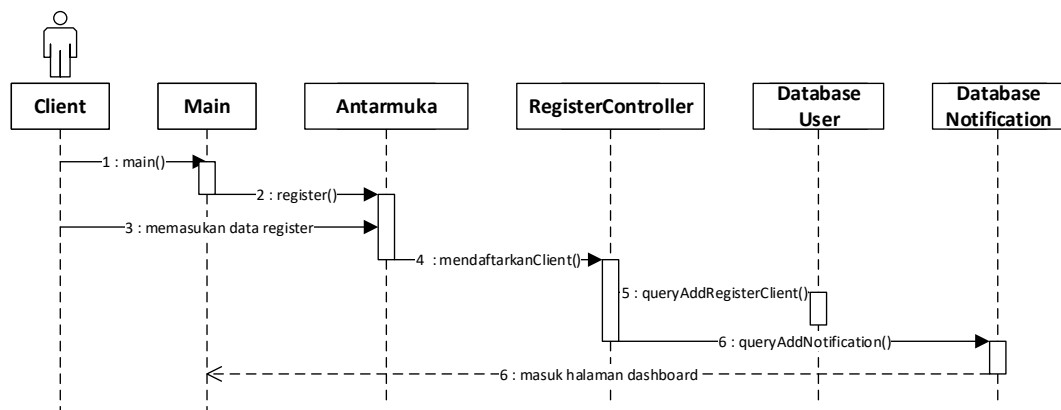 Client
Main
Antarmuka
RegisterController
Database
User
Database
Notification
1 : main()
2 : register()
3 : memasukan data register
4 : mendaftarkanClient()
5 : queryAddRegisterClient()
6 : queryAddNotification()
6 : masuk halaman dashboard